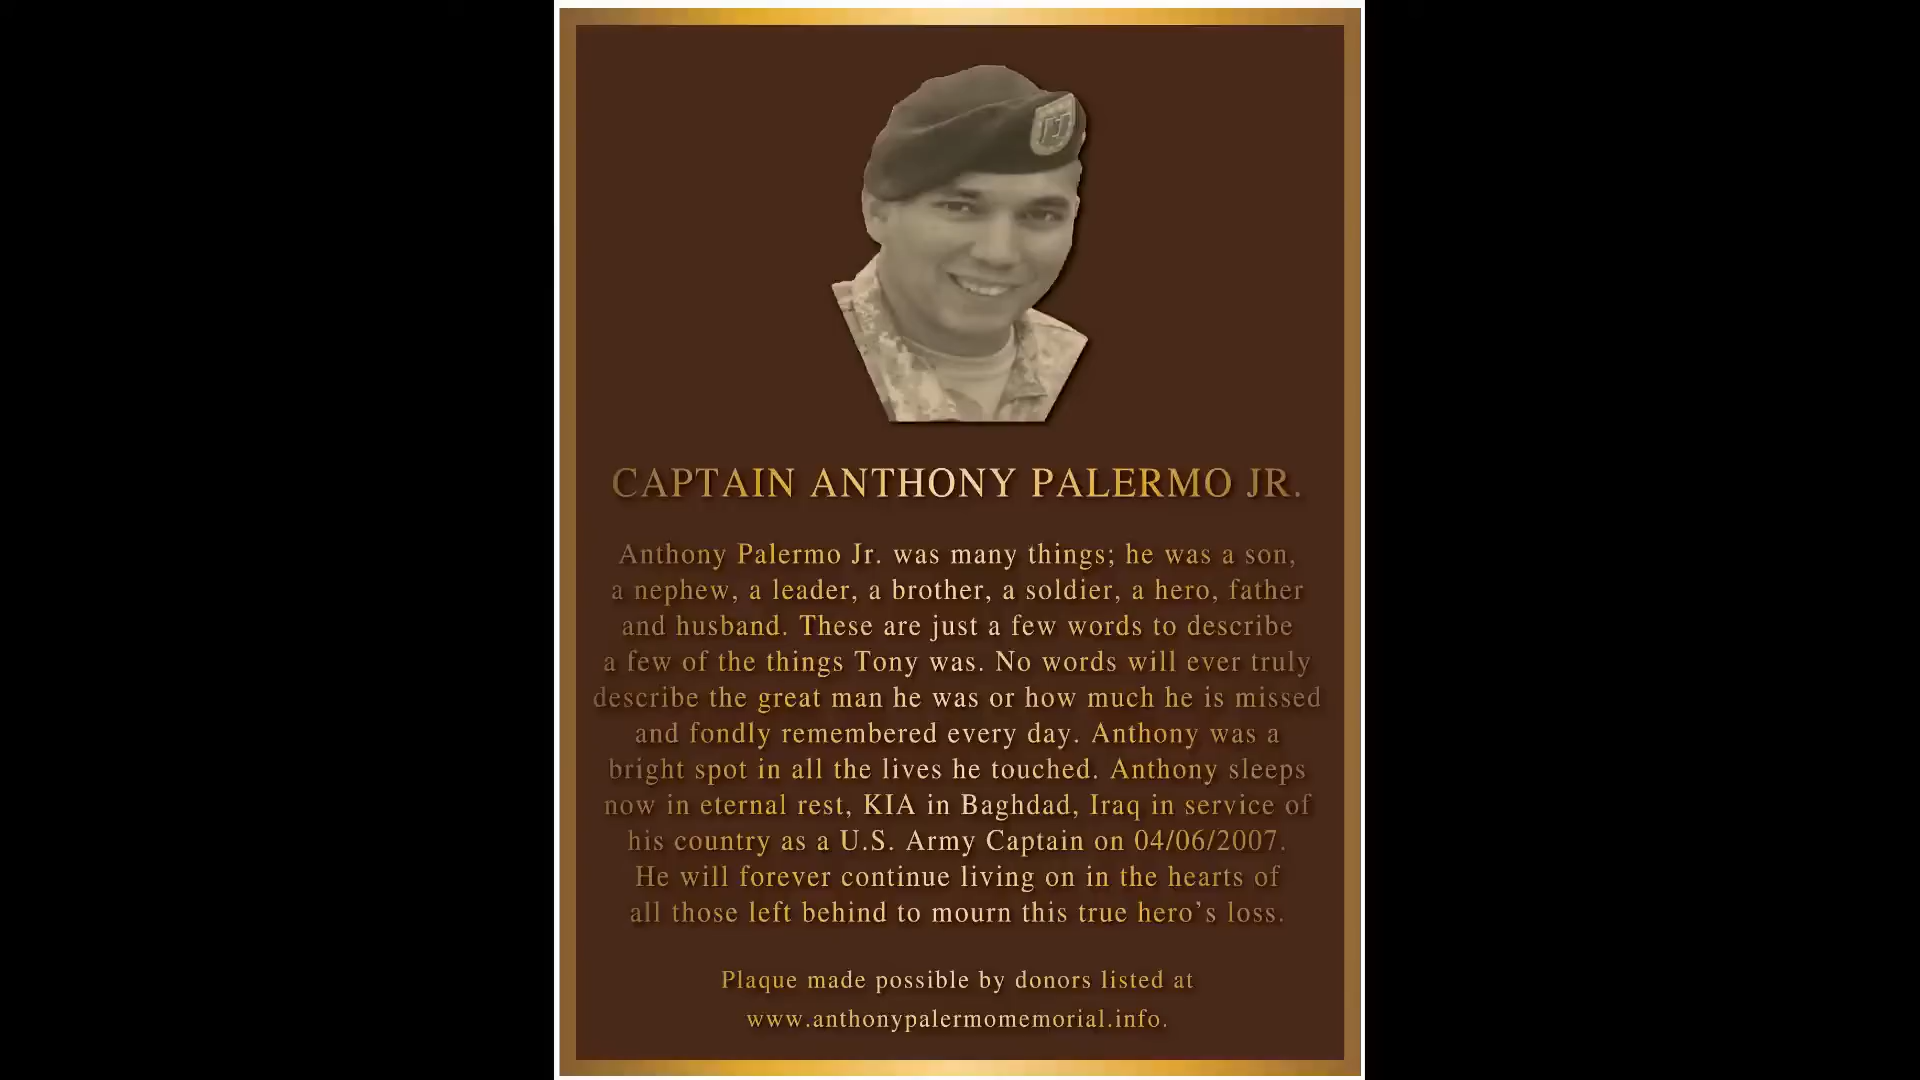 CAPTAIN ANTHONY PALERMO JR.
Anthony Palermo Jr. was many things; he was a son,
a nephew, a leader, a brother, a soldier, a hero, father
and husband. These are just a few words to describe
a few of the things Tony was. No words will ever truly
describe the great man he was or how much he is missed
and fondly remembered every day. Anthony was a
bright spot in all the lives he touched. Anthony sleeps
now in eternal rest, KIA in Baghdad, Iraq in service of
his country as a U.S. Army Captain on 04/06/2007.
He will forever continue living on in the hearts of
all those left behind to mourn this true hero’s loss.
Plaque made possible by donors listed at
www.anthonypalermomemorial.info.